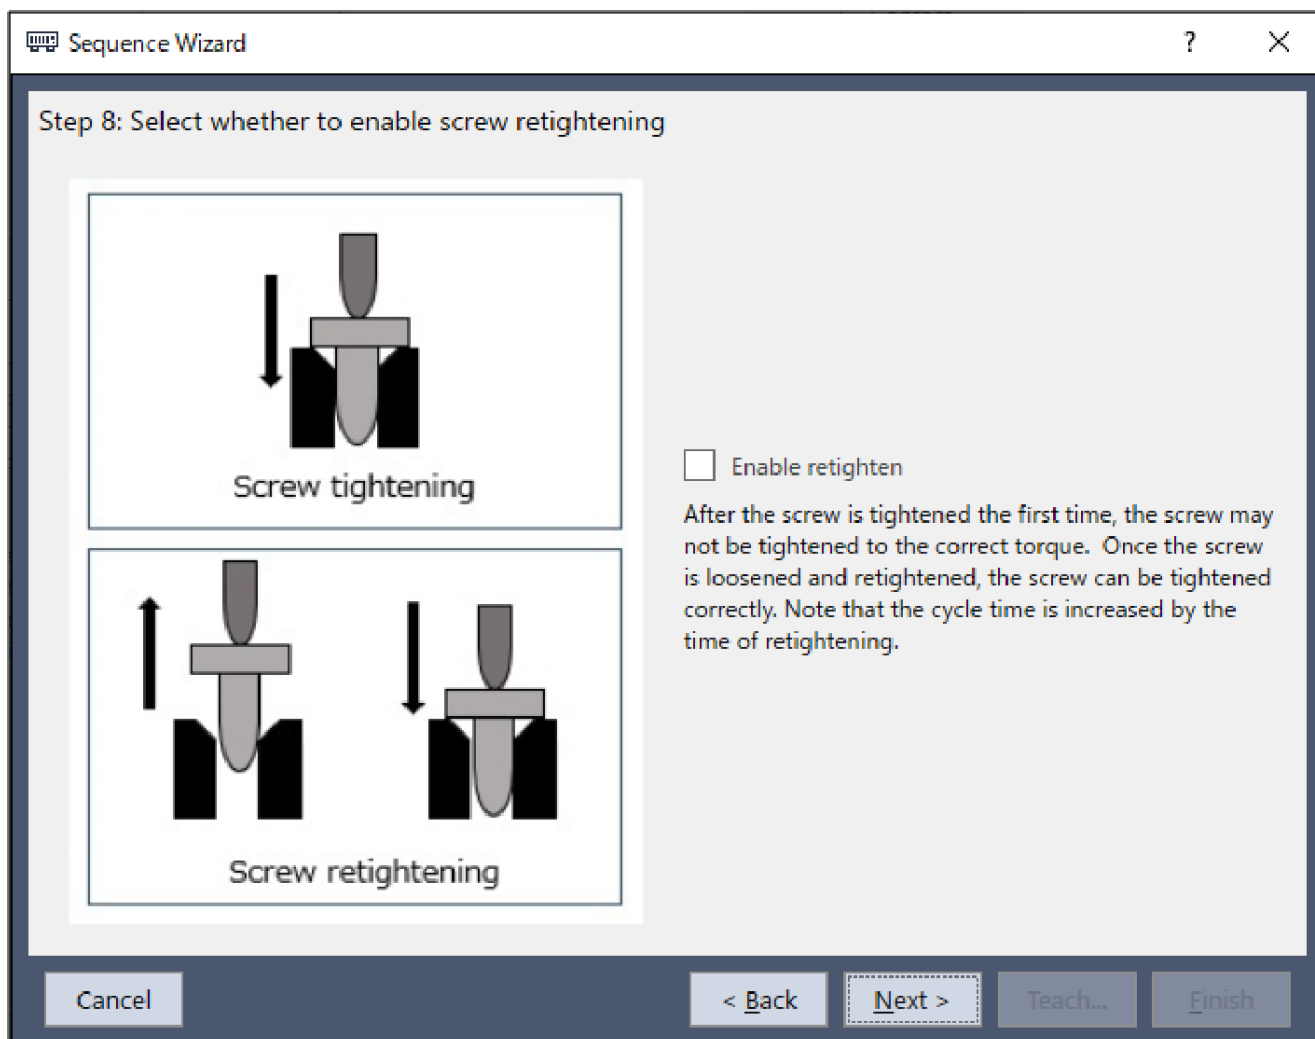 Sequence Wizard
?
Step 8: Select whether to enable screw retightening
Screw tightening
Enable retighten
After the screw is tightened the first time, the screw may
not be tightened to the correct torque.  Once the screw
is loosened and retightened, the screw can be tightened
correctly. Note that the cycle time is increased by the
time of retightening.
Screw retightening
Cancel
< Back
Next >
Teach...
Finish